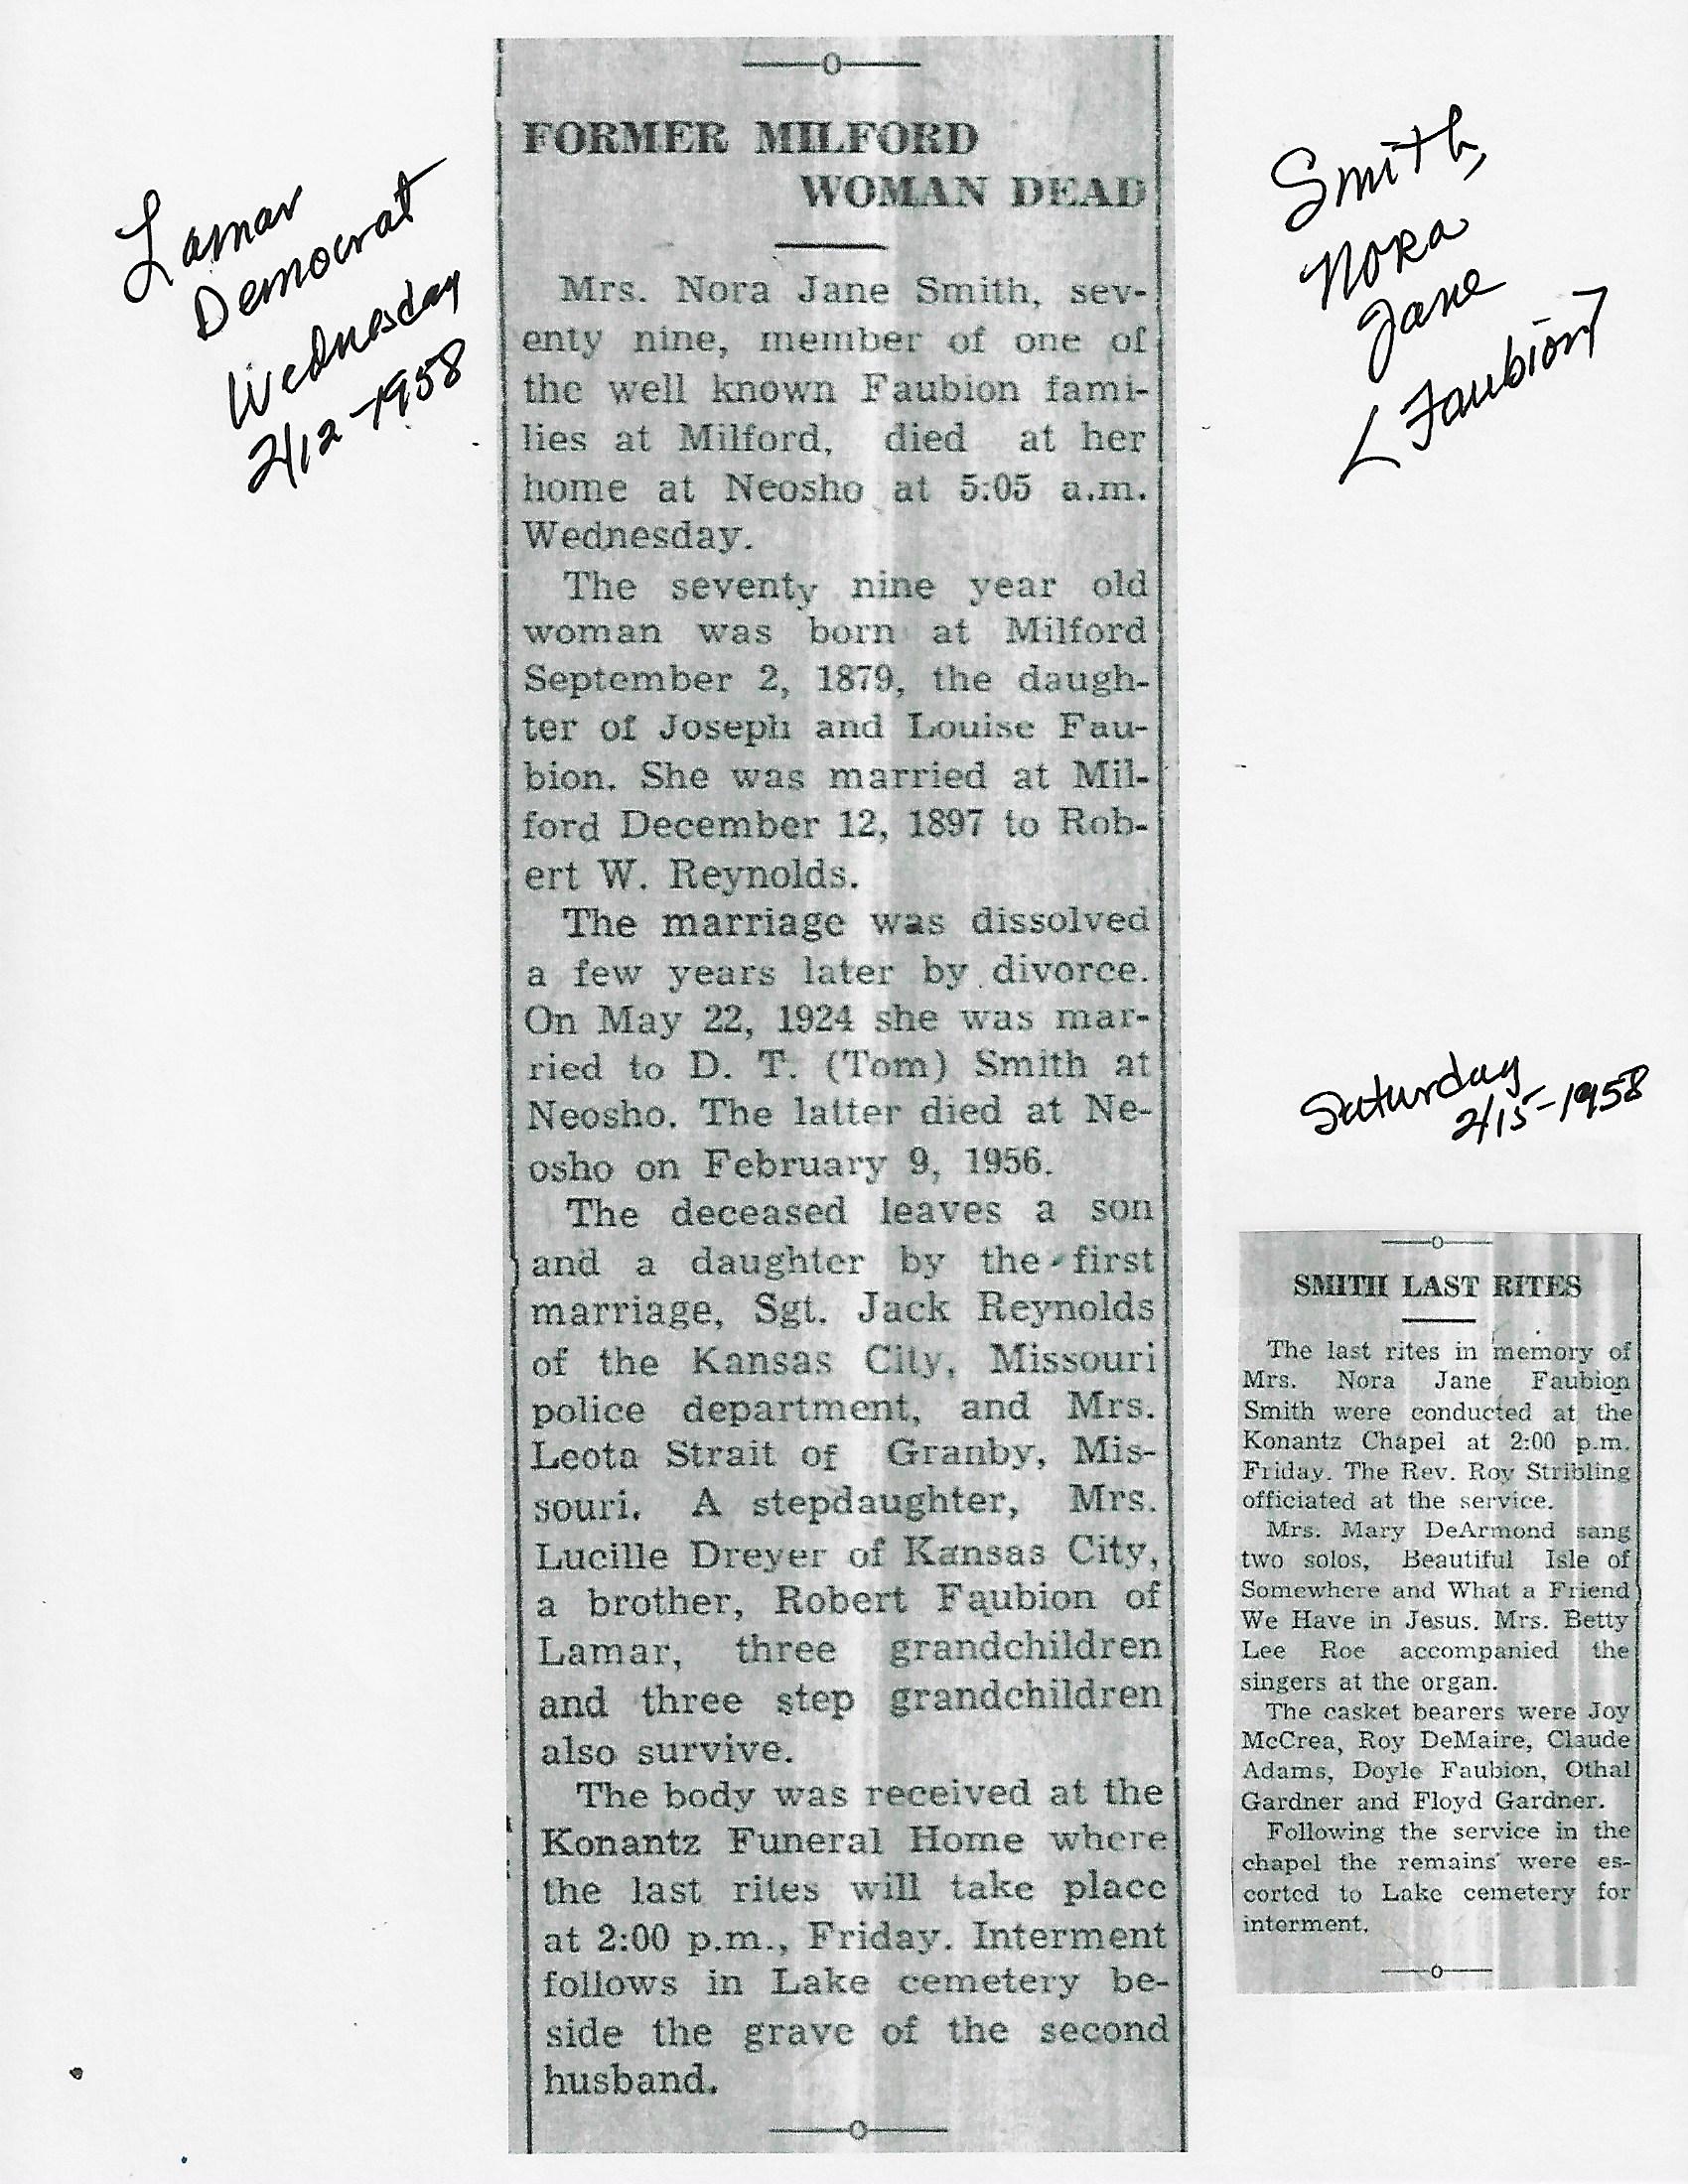 Lamar
Democrat
Wednesday
2/12-1958
FORMER MILFORD
WOMAN DEAD
Mrs. Nora Jane Smith, sev-
enty nine, member of one of
the well known Faubion fami-
lies at Milford, died at her
home at Neosho at 5:05 a.m.
Wednesday.
The seventy nine year old
woman was born at Milford
September 2, 1879, the daugh-
ter of Joseph and Louise Fau-
bion. She was married at Mil-
ford December 12, 1897 to Rob-
ert W. Reynolds.
The marriage was dissolved
a few years later by divorce.
On May 22, 1924 she was mar-
ried to D. T. (Tom) Smith at
Neosho. The latter died at Ne-
osho on February 9, 1956.
The deceased leaves a son
and a daughter by the first
marriage, Sgt. Jack Reynolds
of the Kansas City, Missouri
police department, and Mrs.
Leota Strait of Granby, Mis-
souri. A stepdaughter, Mrs.
Lucille Dreyer of Kansas City,
a brother, Robert Faubion of
Lamar, three grandchildren
and three step grandchildren
also survive.
The body was received at the
Konantz Funeral Home where
the last rites will take place
at 2:00 p.m., Friday. Interment
follows in Lake cemetery be-
side the grave of the second
husband.
Smith,
Nora
Jane
<Faubion>
Saturday
2/15-1958
SMITH LAST RITES
The last rites in memory of
Mrs. Nora Jane Faubion
Smith were conducted at the
Konantz Chapel at 2:00 p.m.
Friday. The Rev. Roy Stribling
officiated at the service.
Mrs. Mary DeArmond sang
two solos, Beautiful Isle of
Somewhere and What a Friend
We Have in Jesus. Mrs. Betty
Lee Roe accompanied the
singers at the organ.
The casket bearers were Joy
McCrea, Roy DeMaire, Claude
Adams, Doyle Faubion, Othal
Gardner and Floyd Gardner.
Following the service in the
chapel the remains were es-
corted to Lake cemetery for
interment.